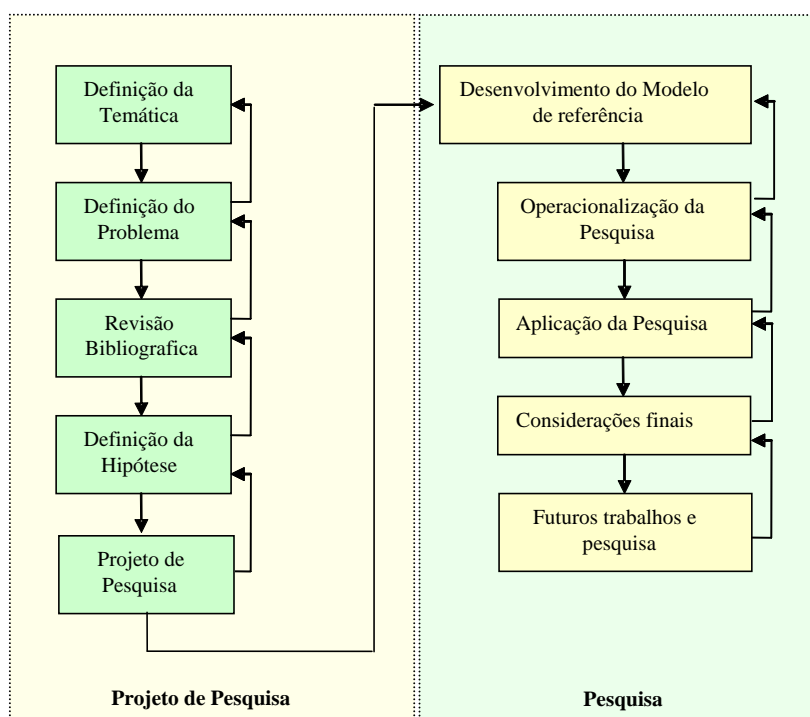 Definição da
Temática
Definição do
Problema
Revisão
Bibliografica
Definição da
Hipótese
Projeto de
Pesquisa
Projeto de Pesquisa
Desenvolvimento do Modelo
de referência
Operacionalização da
Pesquisa
Aplicação da Pesquisa
Considerações finais
Futuros trabalhos e
pesquisa
Pesquisa